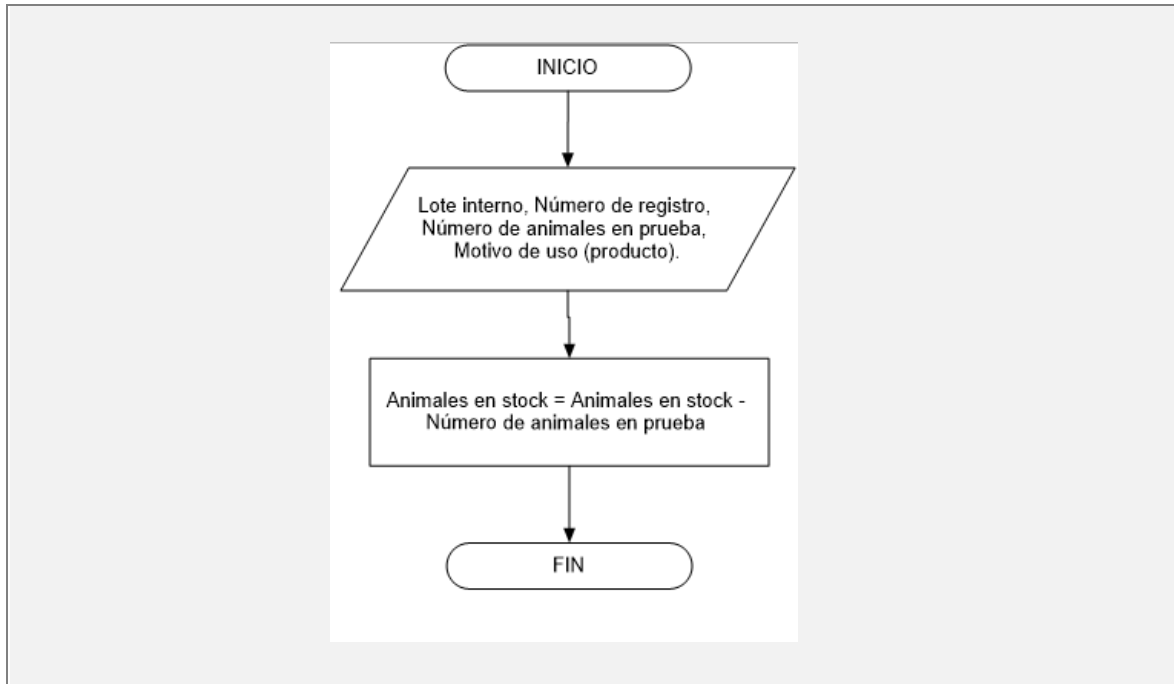 INICIO
Lote interno, Número de registro,
Número de animales en prueba,
Motivo de uso (producto).
Animales en stock = Animales en stock -
Número de animales en prueba
FIN